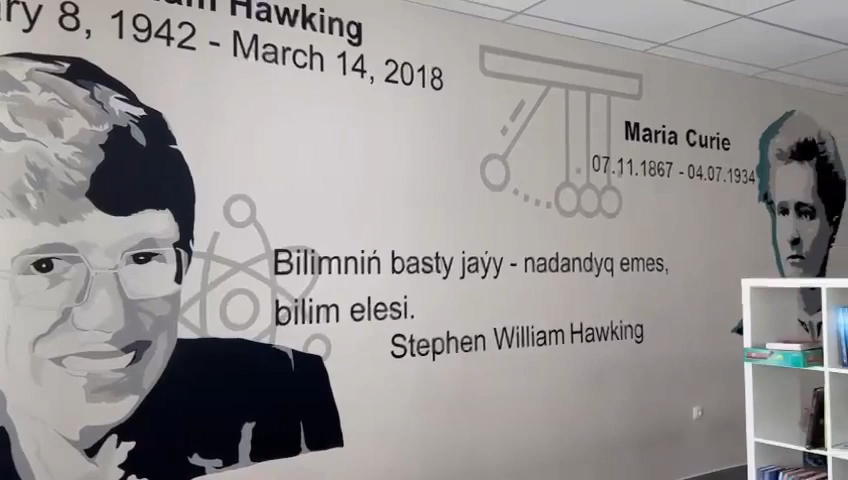 am Hawking
ry 8, 1942 - March 14, 2018
Maria Curie
07.11.1867 - 04.07.1934
Bilimniń basty jaýy - nadandyq emes,
bilim elesi.
Stephen William Hawking